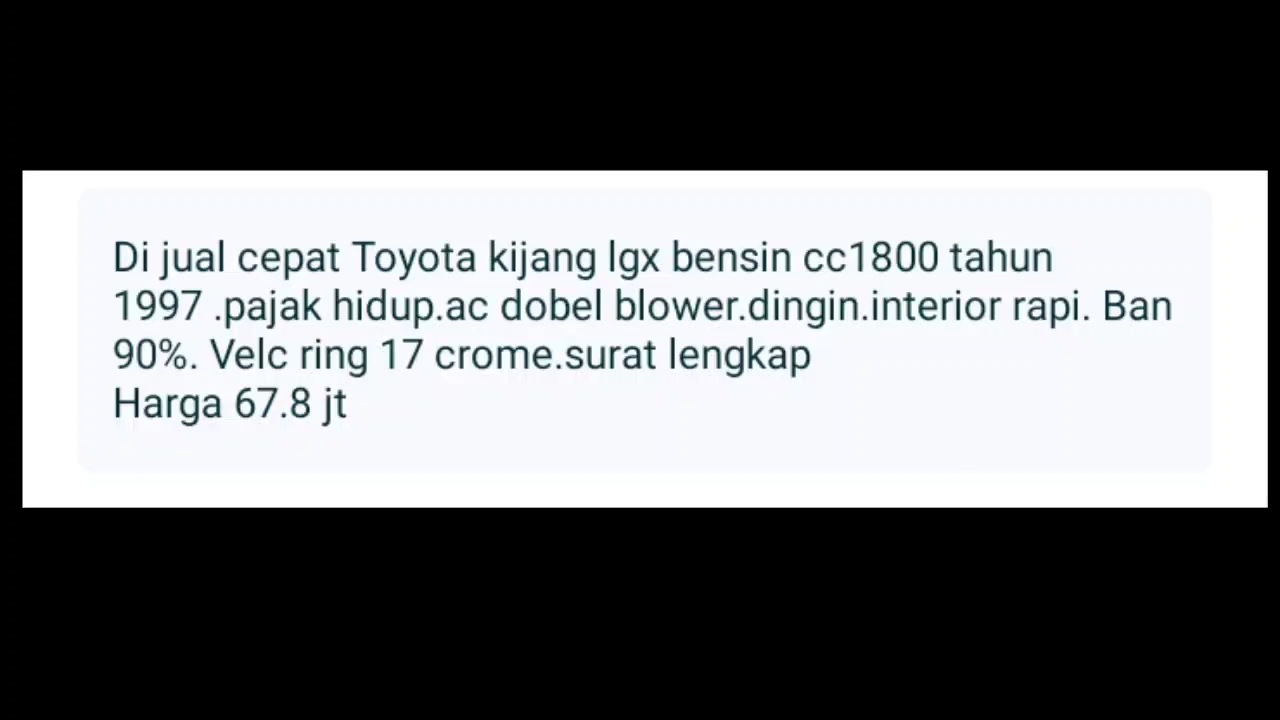 Di jual cepat Toyota kijang lgx bensin cc1800 tahun
1997 .pajak hidup.ac dobel blower.dingin.interior rapi. Ban
90%. Velc ring 17 crome.surat lengkap
Harga 67.8 jt